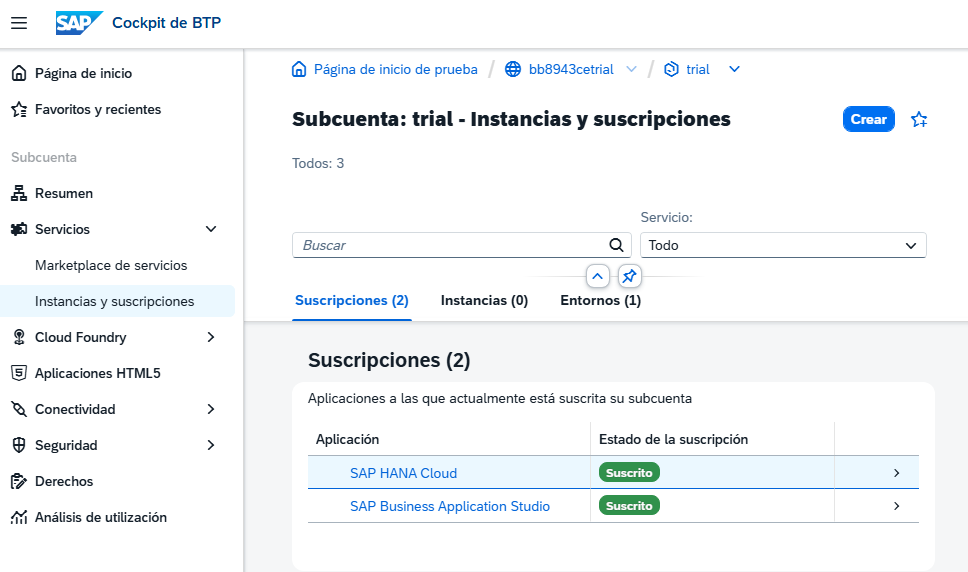 SAP Cockpit de BTP
Página de inicio
Favoritos y recientes
Subcuenta
Resumen
Servicios
Marketplace de servicios
Instancias y suscripciones
Cloud Foundry
Aplicaciones HTML5
Conectividad
Seguridad
Derechos
Análisis de utilización
Página de inicio de prueba / bb8943cetrial / trial
Subcuenta: trial - Instancias y suscripciones
Crear
Todos: 3
Servicio:
Buscar
Todo
Suscripciones (2) Instancias (0) Entornos (1)
Suscripciones (2)
Aplicaciones a las que actualmente está suscrita su subcuenta
Aplicación Estado de la suscripción
SAP HANA Cloud Suscrito
SAP Business Application Studio Suscrito